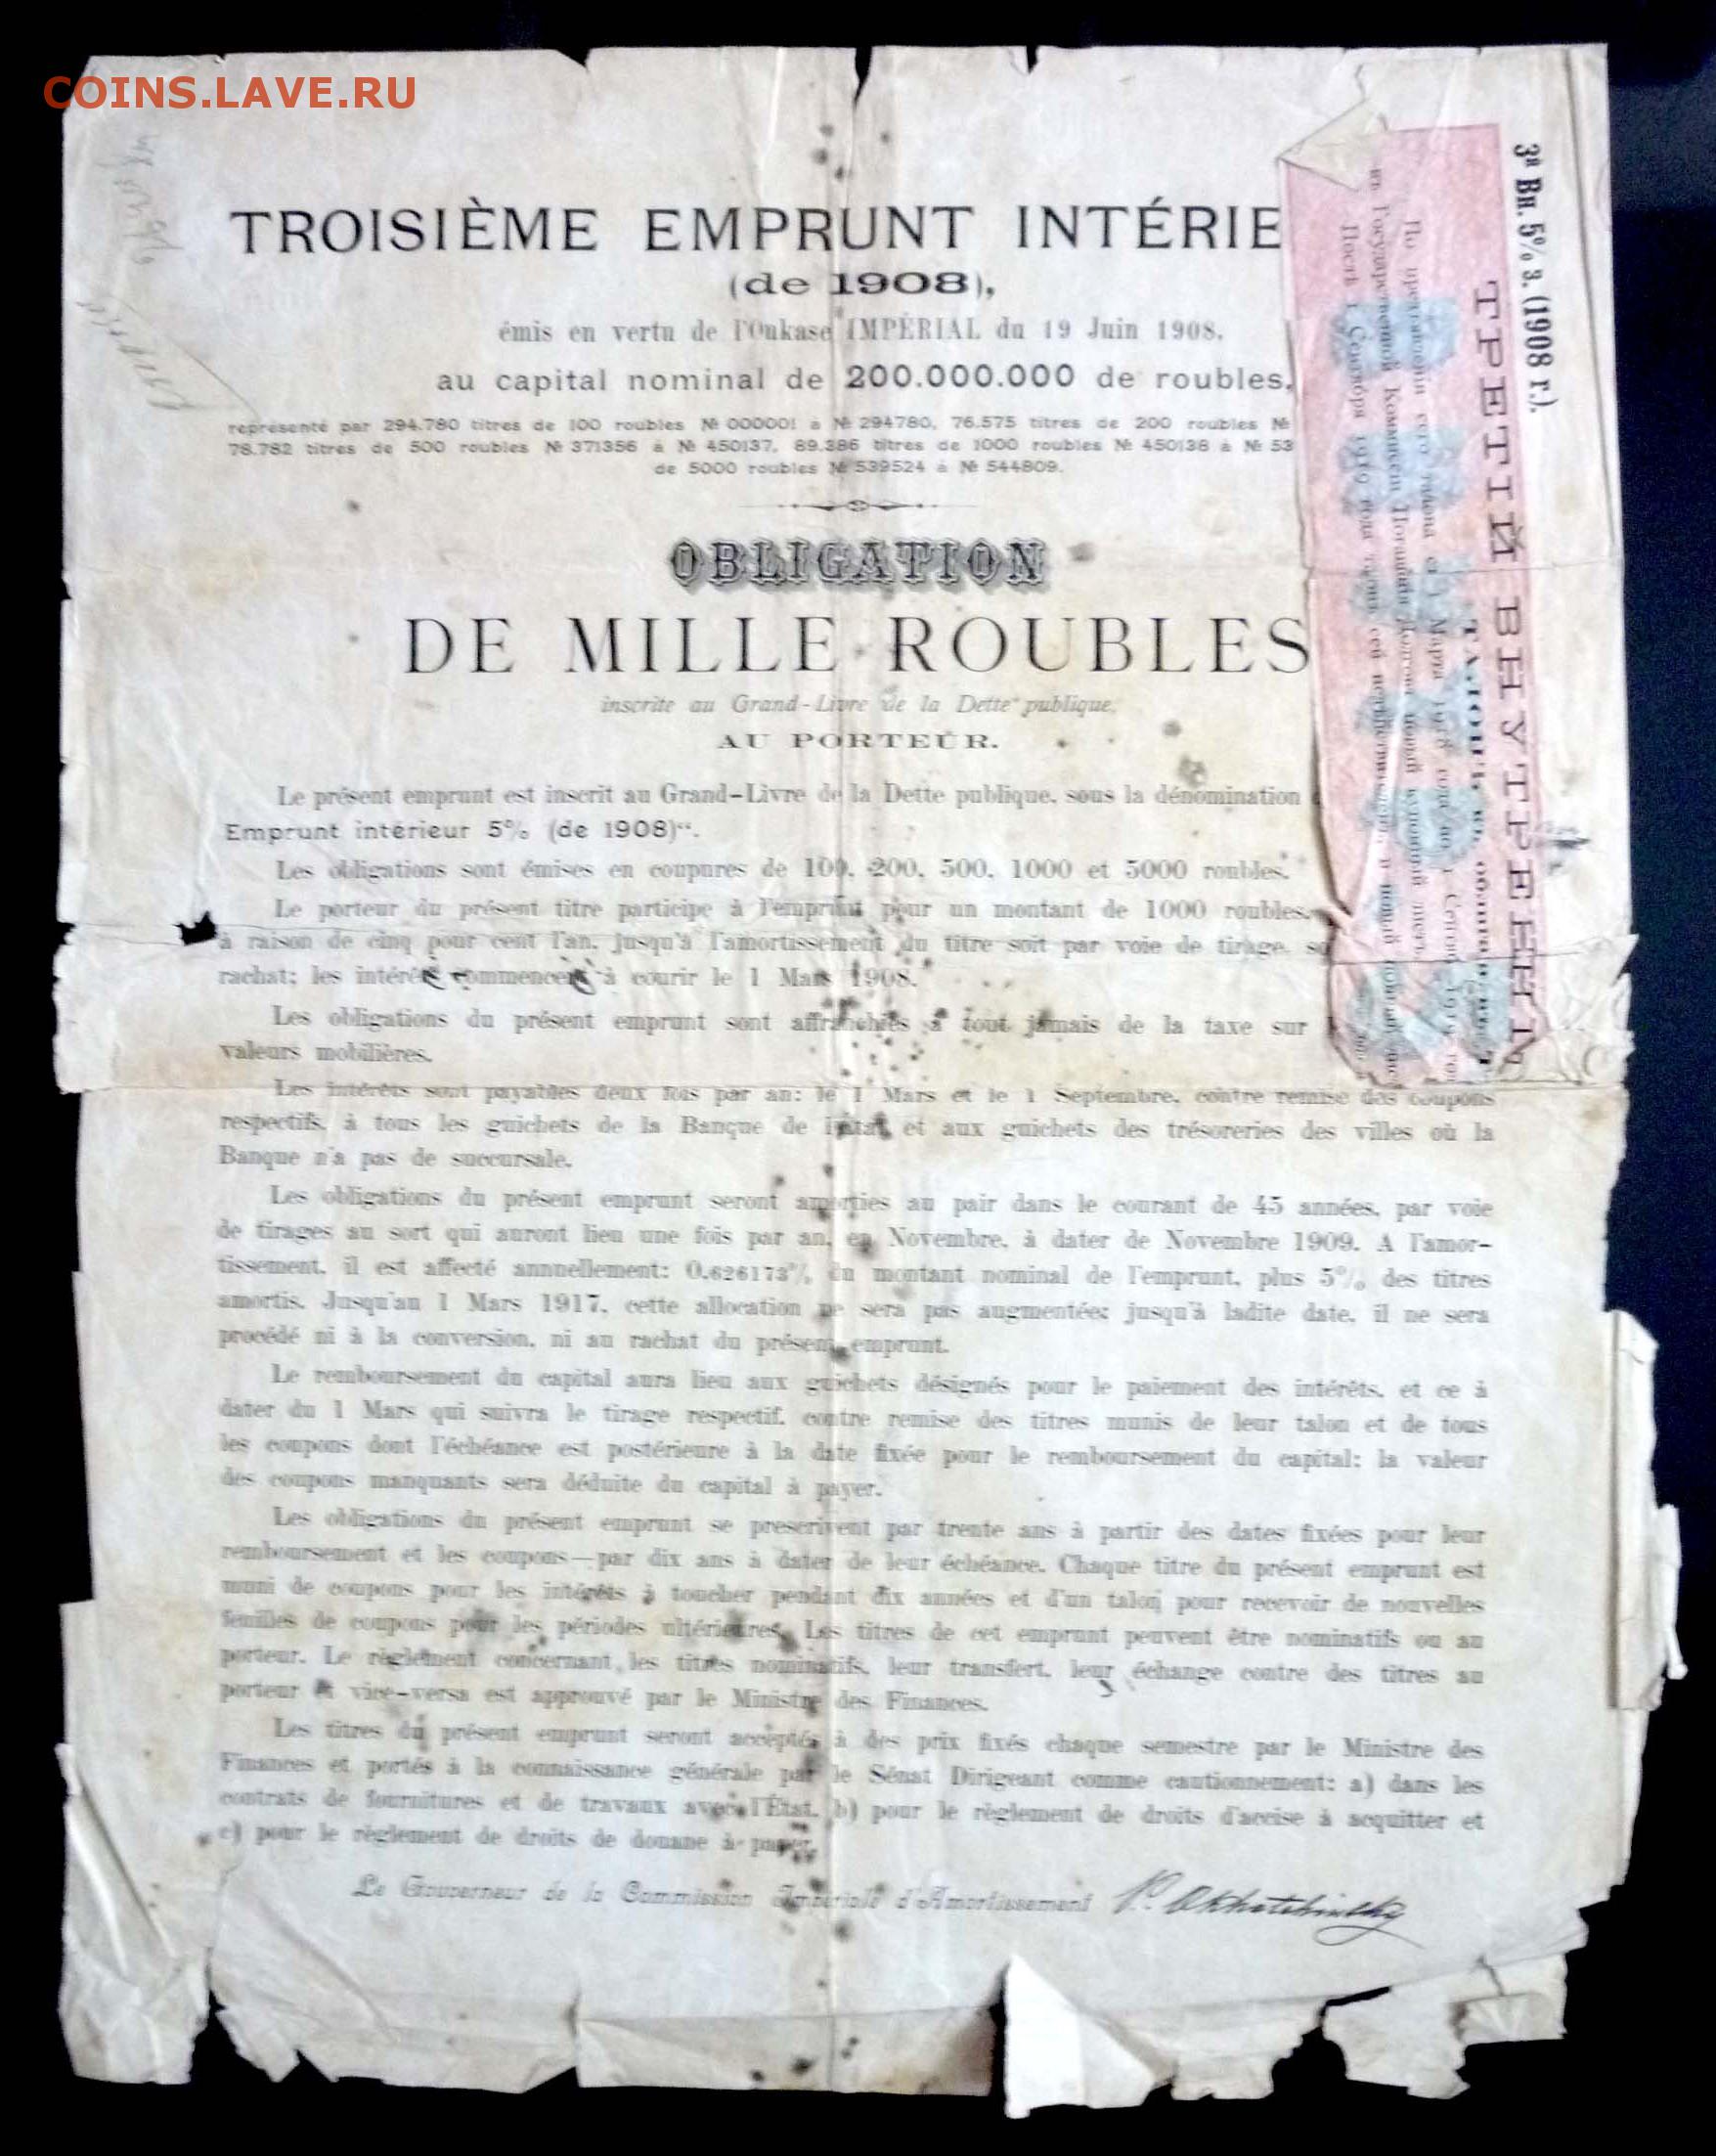 COINS.LAVE.RU
TROISIÈME EMPRUNT INTÉRIE
(de 1908),
émis en vertu de l'Oukase IMPÉRIAL du 19 Juin 1908,
au capital nominal de 200.000.000 de roubles,
représenté par 294.780 titres de 100 roubles № 000001 à № 294780, 76.575 titres de 200 roubles №
78.782 titres de 500 roubles № 371356 à № 450137, 89.386 titres de 1000 roubles № 450138 à № 53
de 5000 roubles № 539524 à № 544809.
OBLIGATION
DE MILLE ROUBLES
inscrite au Grand-Livre de la Dette publique,
AU PORTEUR.
Le présent emprunt est inscrit au Grand-Livre de la Dette publique, sous la dénomination
Emprunt intérieur 5% (de 1908)“.
Les obligations sont émises en coupures de 100, 200, 500, 1000 et 5000 roubles.
Le porteur du présent titre participe à l'emprunt pour un montant de 1000 roubles,
à raison de cinq pour cent l'an, jusqu'à l'amortissement du titre soit par voie de tirage, so
rachat; les intérêts commencent à courir le 1 Mars 1908.
Les obligations du présent emprunt sont affranchies à tout jamais de la taxe sur
valeurs mobilières.
Les intérêts sont payables deux fois par an: le 1 Mars et le 1 Septembre, contre remise des coupons
respectifs, à tous les guichets de la Banque de l'État et aux guichets des trésoreries des villes où la
Banque n'a pas de succursale.
Les obligations du présent emprunt seront amorties au pair dans le courant de 45 années, par voie
de tirages au sort qui auront lieu une fois par an, en Novembre, à dater de Novembre 1909. A l'amor-
tissement, il est affecté annuellement: 0,626173% du montant nominal de l'emprunt, plus 5% des titres
amortis. Jusqu'au 1 Mars 1917, cette allocation ne sera pas augmentée; jusqu'à ladite date, il ne sera
procédé ni à la conversion, ni au rachat du présent emprunt.
Le remboursement du capital aura lieu aux guichets désignés pour le paiement des intérêts, et ce à
dater du 1 Mars qui suivra le tirage respectif, contre remise des titres munis de leur talon et de tous
les coupons dont l'échéance est postérieure à la date fixée pour le remboursement du capital; la valeur
des coupons manquants sera déduite du capital à payer.
Les obligations du présent emprunt se prescrivent par trente ans à partir des dates fixées pour leur
remboursement et les coupons—par dix ans à dater de leur échéance. Chaque titre du présent emprunt est
muni de coupons pour les intérêts à toucher pendant dix années et d'un talon pour recevoir de nouvelles
feuilles de coupons pour les périodes ultérieures. Les titres de cet emprunt peuvent être nominatifs ou au
porteur. Le règlement concernant les titres nominatifs, leur transfert, leur échange contre des titres au
porteur et vice-versa est approuvé par le Ministre des Finances.
Les titres du présent emprunt seront acceptés à des prix fixés chaque semestre par le Ministre des
Finances et portés à la connaissance générale par le Sénat Dirigeant comme cautionnement: a) dans les
contrats de fournitures et de travaux avec l'État, b) pour le règlement de droits d'accise à acquitter et
c) pour le règlement de droits de douane à payer.
Le Gouverneur de la Commission Impériale d'Amortissement
3й Вн. 5% з. (1908 г.).
ТРЕТІЙ ВНУТРЕНН